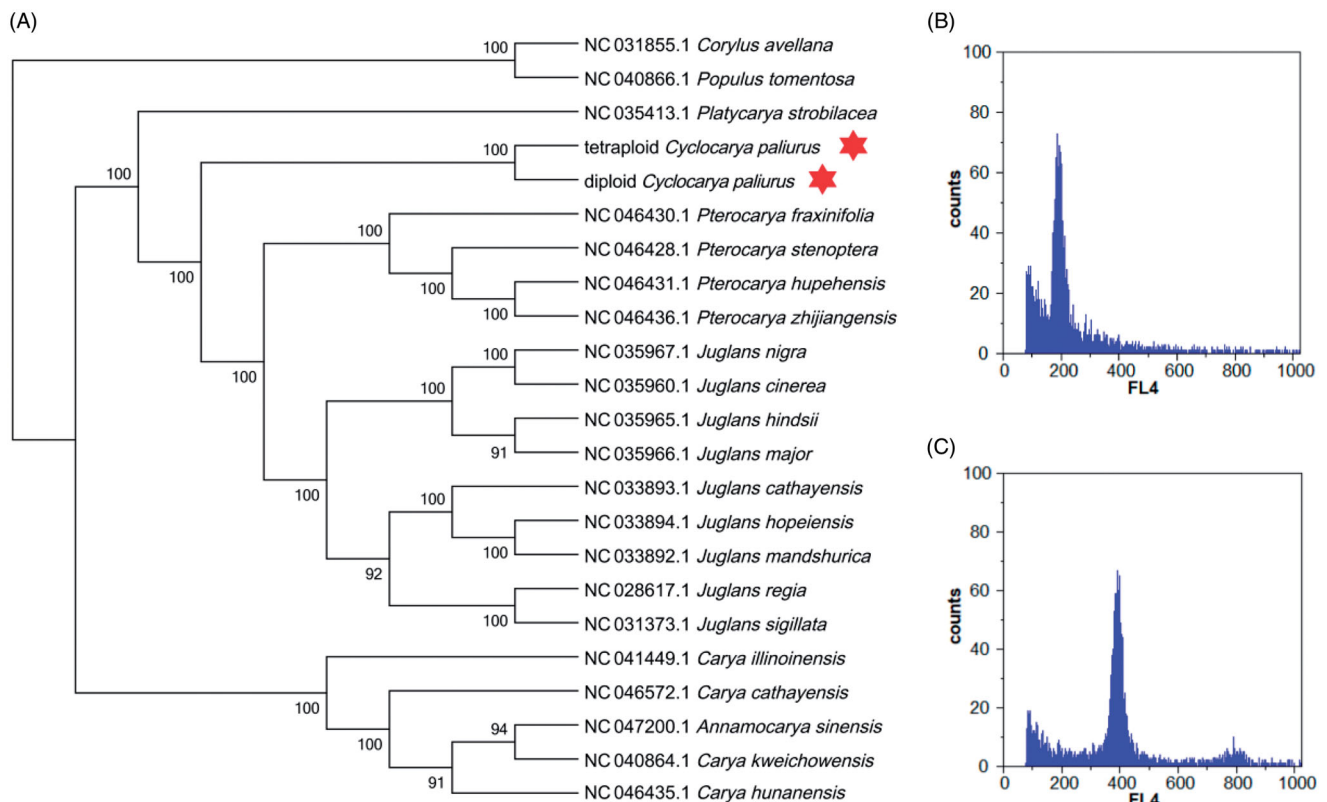 (A)
100
NC 031855.1 Corylus avellana
NC 040866.1 Populus tomentosa
NC 035413.1 Platycarya strobilacea
100
100
tetraploid Cyclocarya paliurus
diploid Cyclocarya paliurus
100
100
NC 046430.1 Pterocarya fraxinifolia
NC 046428.1 Pterocarya stenoptera
100
NC 046431.1 Pterocarya hupehensis
100
NC 046436.1 Pterocarya zhijiangensis
100
100
NC 035967.1 Juglans nigra
100
NC 035960.1 Juglans cinerea
NC 035965.1 Juglans hindsii
91
NC 035966.1 Juglans major
100
100
NC 033893.1 Juglans cathayensis
NC 033894.1 Juglans hopeiensis
100
NC 033892.1 Juglans mandshurica
92
NC 028617.1 Juglans regia
100
NC 031373.1 Juglans sigillata
NC 041449.1 Carya illinoinensis
100
NC 046572.1 Carya cathayensis
100
94
NC 047200.1 Annamocarya sinensis
NC 040864.1 Carya kweichowensis
91
NC 046435.1 Carya hunanensis
(B)
100
80
60
40
20
0
counts
0 200 400 600 800 1000
FL4
(C)
100
80
60
40
20
0
counts
0 200 400 600 800 1000
FL4